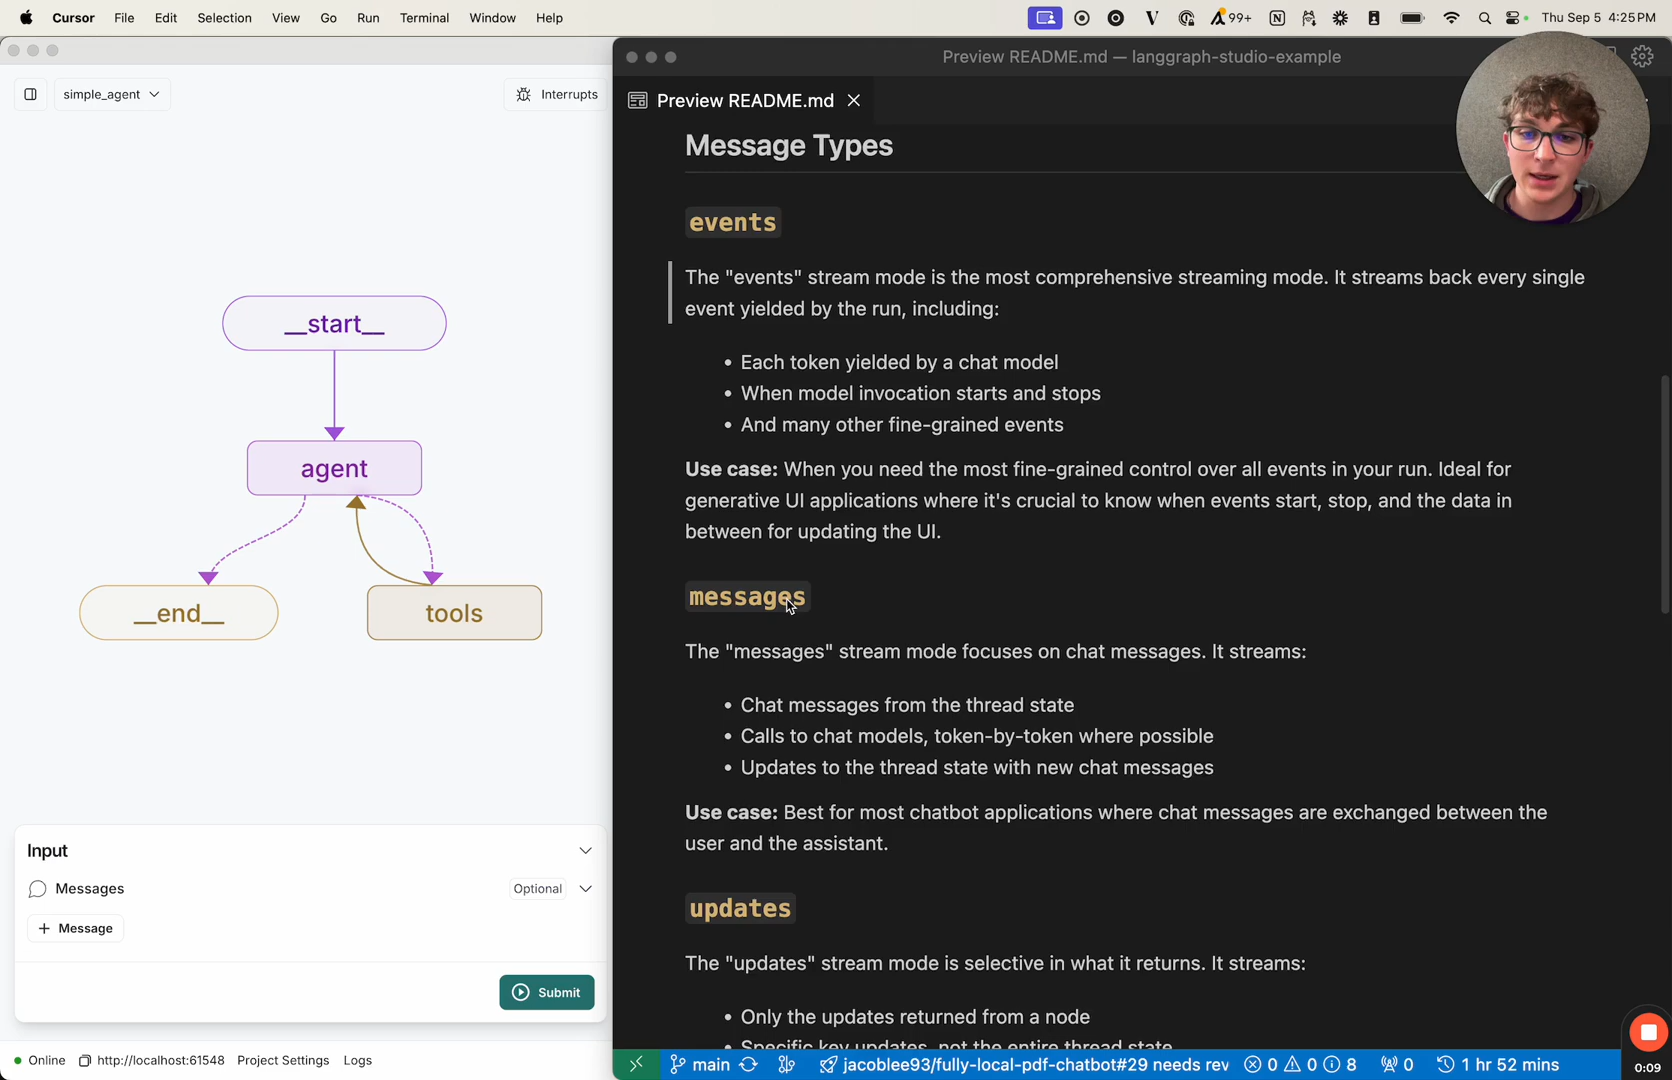 Cursor File Edit Selection View Go Run Terminal Window Help
99+ Thu Sep 5 4:25 PM
Preview README.md — langgraph-studio-example
simple_agent
Interrupts
__start__
agent
__end__
tools
Input
Messages
Optional
+ Message
Submit
Online http://localhost:61548 Project Settings Logs
Preview README.md
Message Types
events
The "events" stream mode is the most comprehensive streaming mode. It streams back every single
event yielded by the run, including:
• Each token yielded by a chat model
• When model invocation starts and stops
• And many other fine-grained events
Use case: When you need the most fine-grained control over all events in your run. Ideal for
generative UI applications where it's crucial to know when events start, stop, and the data in
between for updating the UI.
messages
The "messages" stream mode focuses on chat messages. It streams:
• Chat messages from the thread state
• Calls to chat models, token-by-token where possible
• Updates to the thread state with new chat messages
Use case: Best for most chatbot applications where chat messages are exchanged between the
user and the assistant.
updates
The "updates" stream mode is selective in what it returns. It streams:
• Only the updates returned from a node
• Specific key updates, not the entire thread state
main jacoblee93/fully-local-pdf-chatbot#29 needs rev 0 0 8 0 1 hr 52 mins
0:09